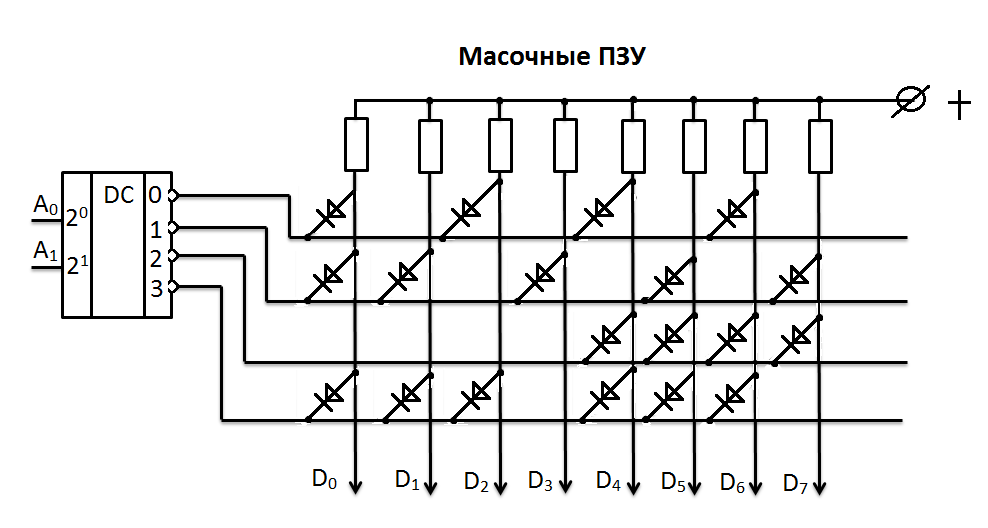 Масочные ПЗУ
+
DC 0
A₀ 2⁰
1
A₁ 2¹ 2
3
D₀ D₁ D₂ D₃ D₄ D₅ D₆ D₇